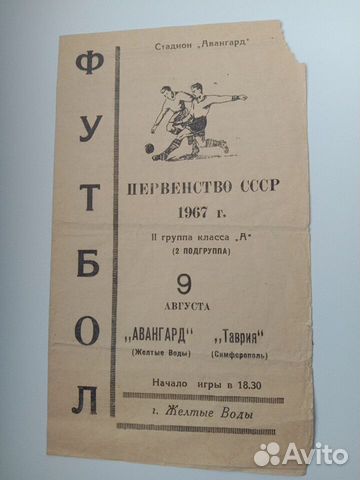 ФУТБОЛ
Стадион „Авангард"
ПЕРВЕНСТВО СССР
1967 г.
II группа класса „А"
(2 ПОДГРУППА)
9
АВГУСТА
„АВАНГАРД" „Таврия"
(Желтые Воды) (Симферополь)
Начало игры в 18.30
г. Желтые Воды
Avito